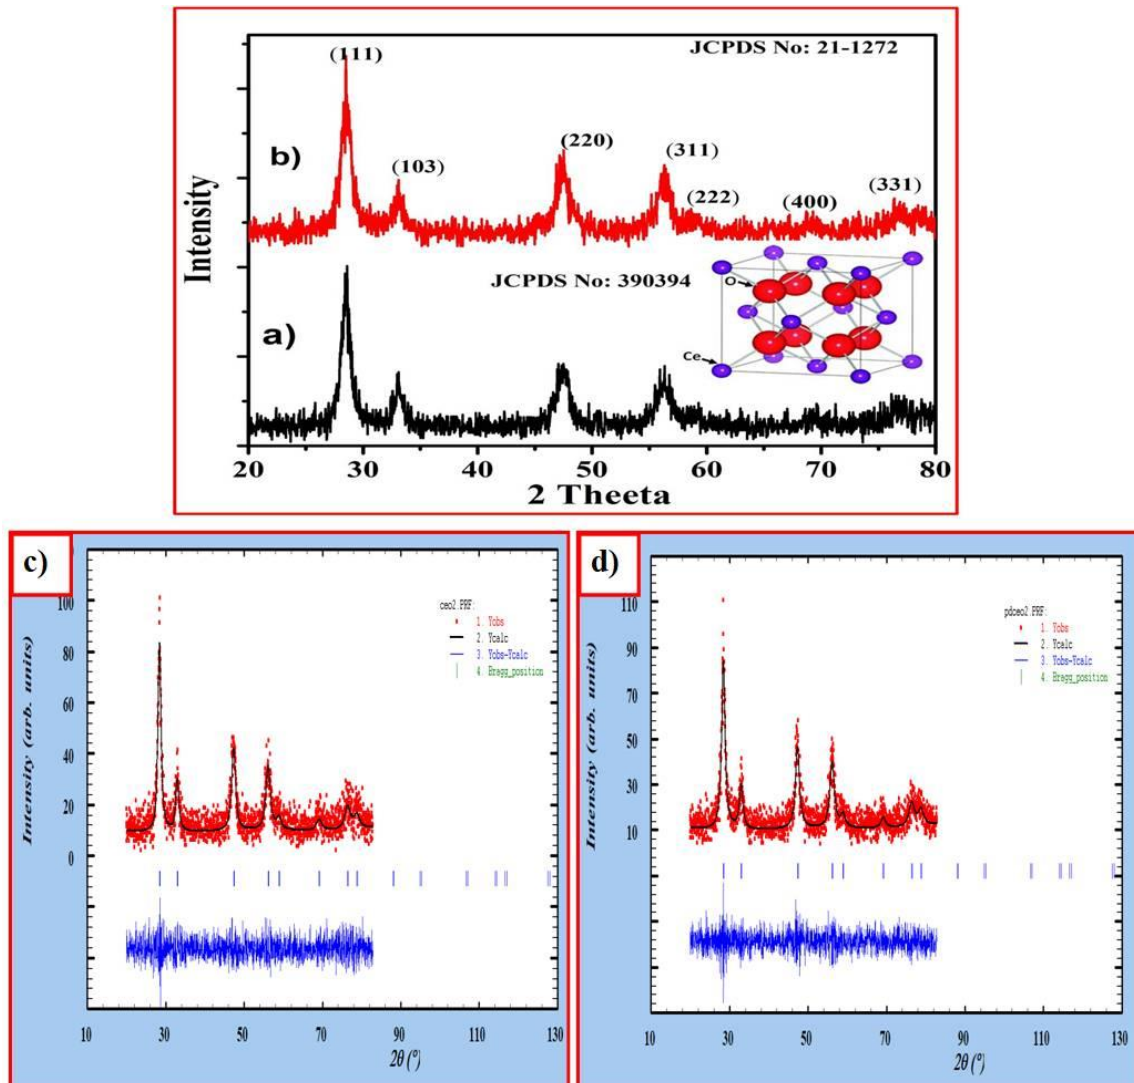 JCPDS No: 21-1272
(111)
b)
(103)
(220)
(311)
(222)
(400)
(331)
Intensity
JCPDS No: 390394
O
a)
Ce
20 30 40 50 60 70 80
2 Theeta
c)
100
80
60
40
20
0
Intensity (arb. units)
ceo2.PRF:
1. Yobs
2. Ycalc
3. Yobs-Ycalc
4. Bragg_position
10 30 50 70 90 110 130
2θ (°)
d)
110
90
70
50
30
10
Intensity (arb. units)
pdceo2.PRF:
1. Yobs
2. Ycalc
3. Yobs-Ycalc
4. Bragg_position
10 30 50 70 90 110 130
2θ (°)